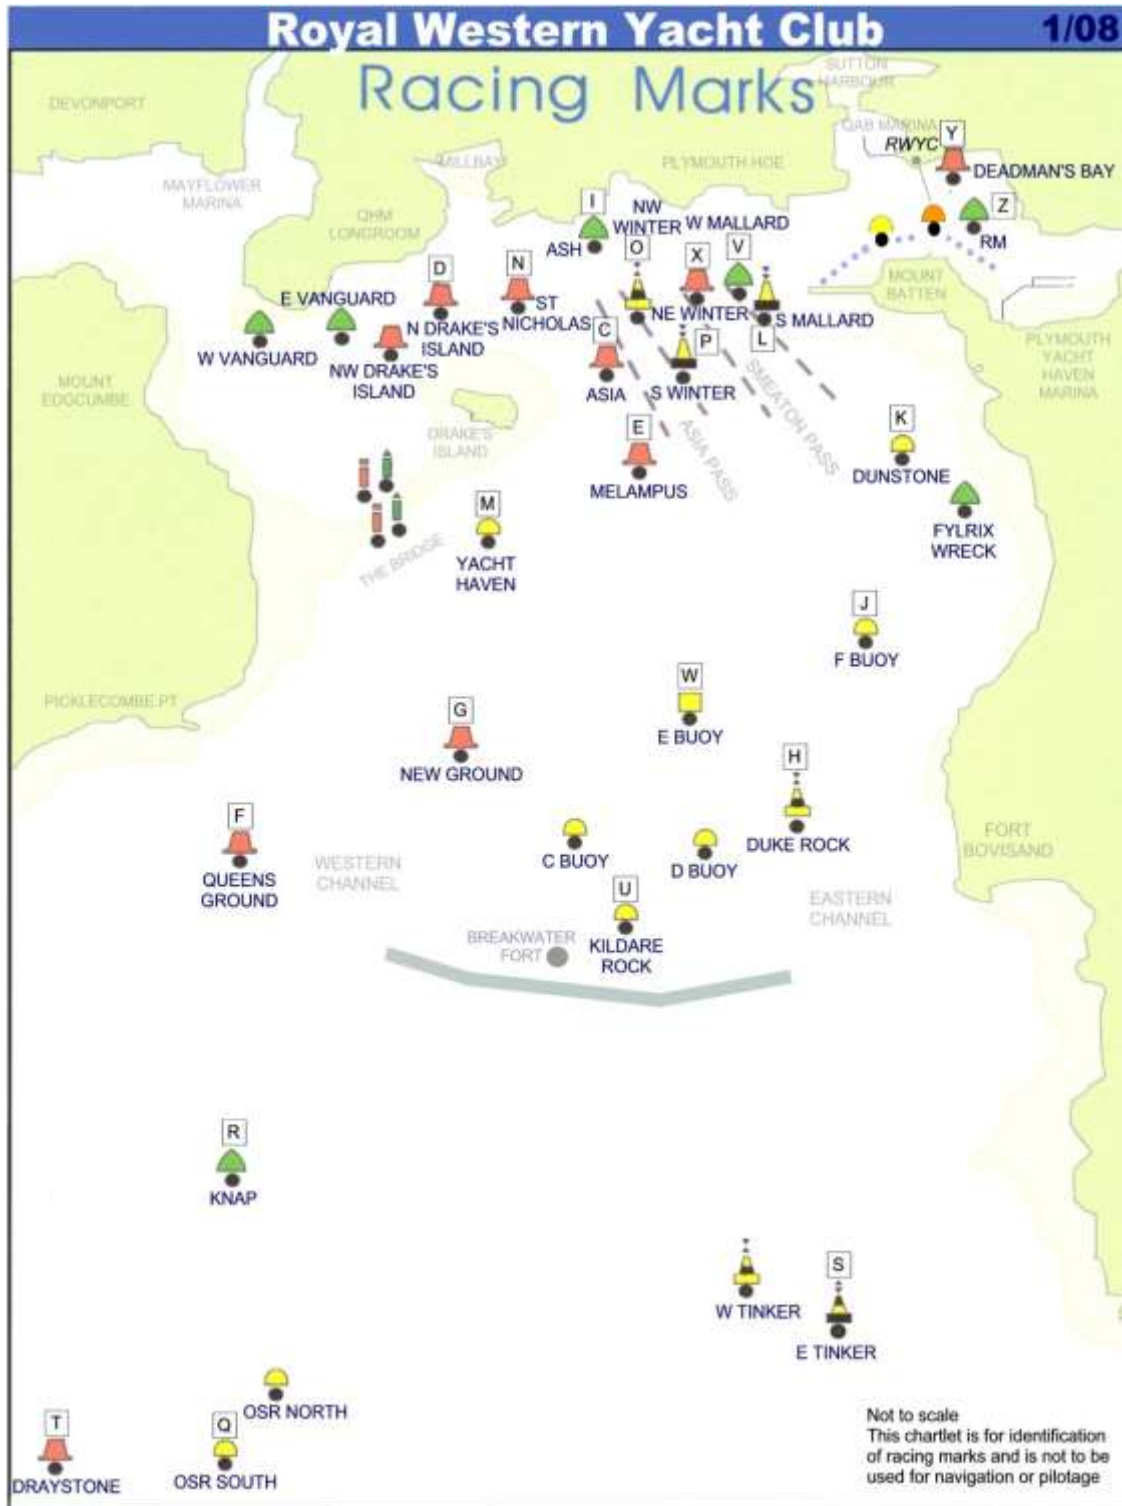 Royal Western Yacht Club
1/08
Racing Marks
SUTTON
HARBOUR
DEVONPORT
QAB MARINA
Y
RWYC
MILLBAY
PLYMOUTH HOE
DEADMAN'S BAY
MAYFLOWER
MARINA
I
NW
WINTER
W MALLARD
Z
QHM
LONGROOM
ASH
O
X
V
RM
D
N
MOUNT
BATTEN
E VANGUARD
ST
NICHOLAS
NE WINTER
S MALLARD
W VANGUARD
N DRAKE'S
ISLAND
C
P
L
PLYMOUTH
YACHT
HAVEN
MARINA
NW DRAKE'S
ISLAND
MOUNT
EDGCUMBE
ASIA
S WINTER
SMEATON PASS
DRAKE'S
ISLAND
E
ASIA PASS
K
DUNSTONE
MELAMPUS
M
FYLRIX
WRECK
THE BRIDGE
YACHT
HAVEN
J
F BUOY
PICKLECOMBE PT
G
W
E BUOY
NEW GROUND
H
F
DUKE ROCK
QUEENS
GROUND
WESTERN
CHANNEL
C BUOY
D BUOY
FORT
BOVISAND
U
EASTERN
CHANNEL
BREAKWATER
FORT
KILDARE
ROCK
R
KNAP
S
W TINKER
E TINKER
OSR NORTH
T
Q
DRAYSTONE
OSR SOUTH
Not to scale
This chartlet is for identification
of racing marks and is not to be
used for navigation or pilotage